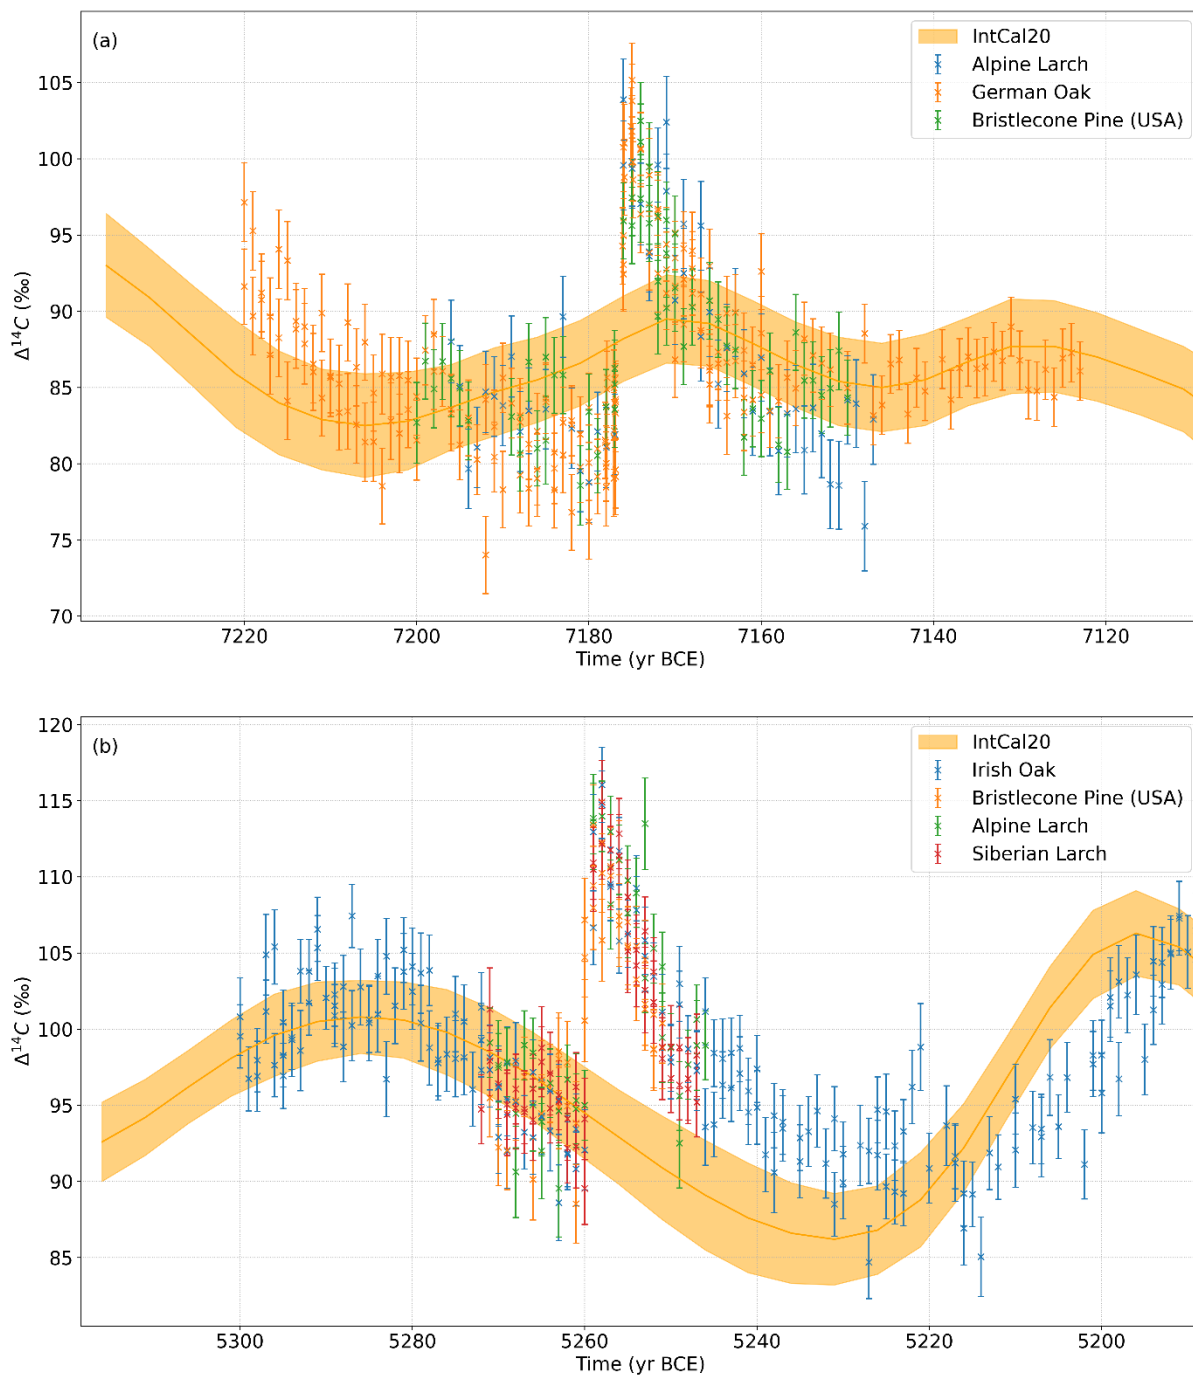 (a)
IntCal20
Alpine Larch
German Oak
Bristlecone Pine (USA)
105
100
95
90
85
80
75
70
Δ¹⁴C (‰)
7220 7200 7180 7160 7140 7120
Time (yr BCE)
(b)
IntCal20
Irish Oak
Bristlecone Pine (USA)
Alpine Larch
Siberian Larch
120
115
110
105
100
95
90
85
Δ¹⁴C (‰)
5300 5280 5260 5240 5220 5200
Time (yr BCE)